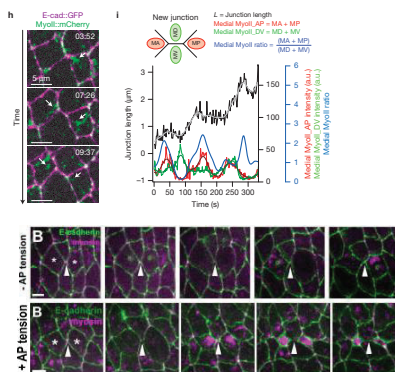 h
E-cad::GFP
MyoII::mCherry
Time
03:52
5 μm
07:26
09:37
i
New junction
MA
MD
MV
MP
L = Junction length
Medial MyoII_AP = MA + MP
Medial MyoII_DV = MD + MV
Medial MyoII ratio = (MA + MP)
(MD + MV)
Junction length (μm)
3
2
1
0
–1
150
100
50
0
6
5
4
3
2
1
0
Medial MyoII_AP intensity (a.u.)
Medial MyoII_DV intensity (a.u.)
Medial MyoII ratio
0
100
200
300
Time (s)
- AP tension
B
E-cadherin
* *
+ AP tension
B
E-cadherin
myosin
* *